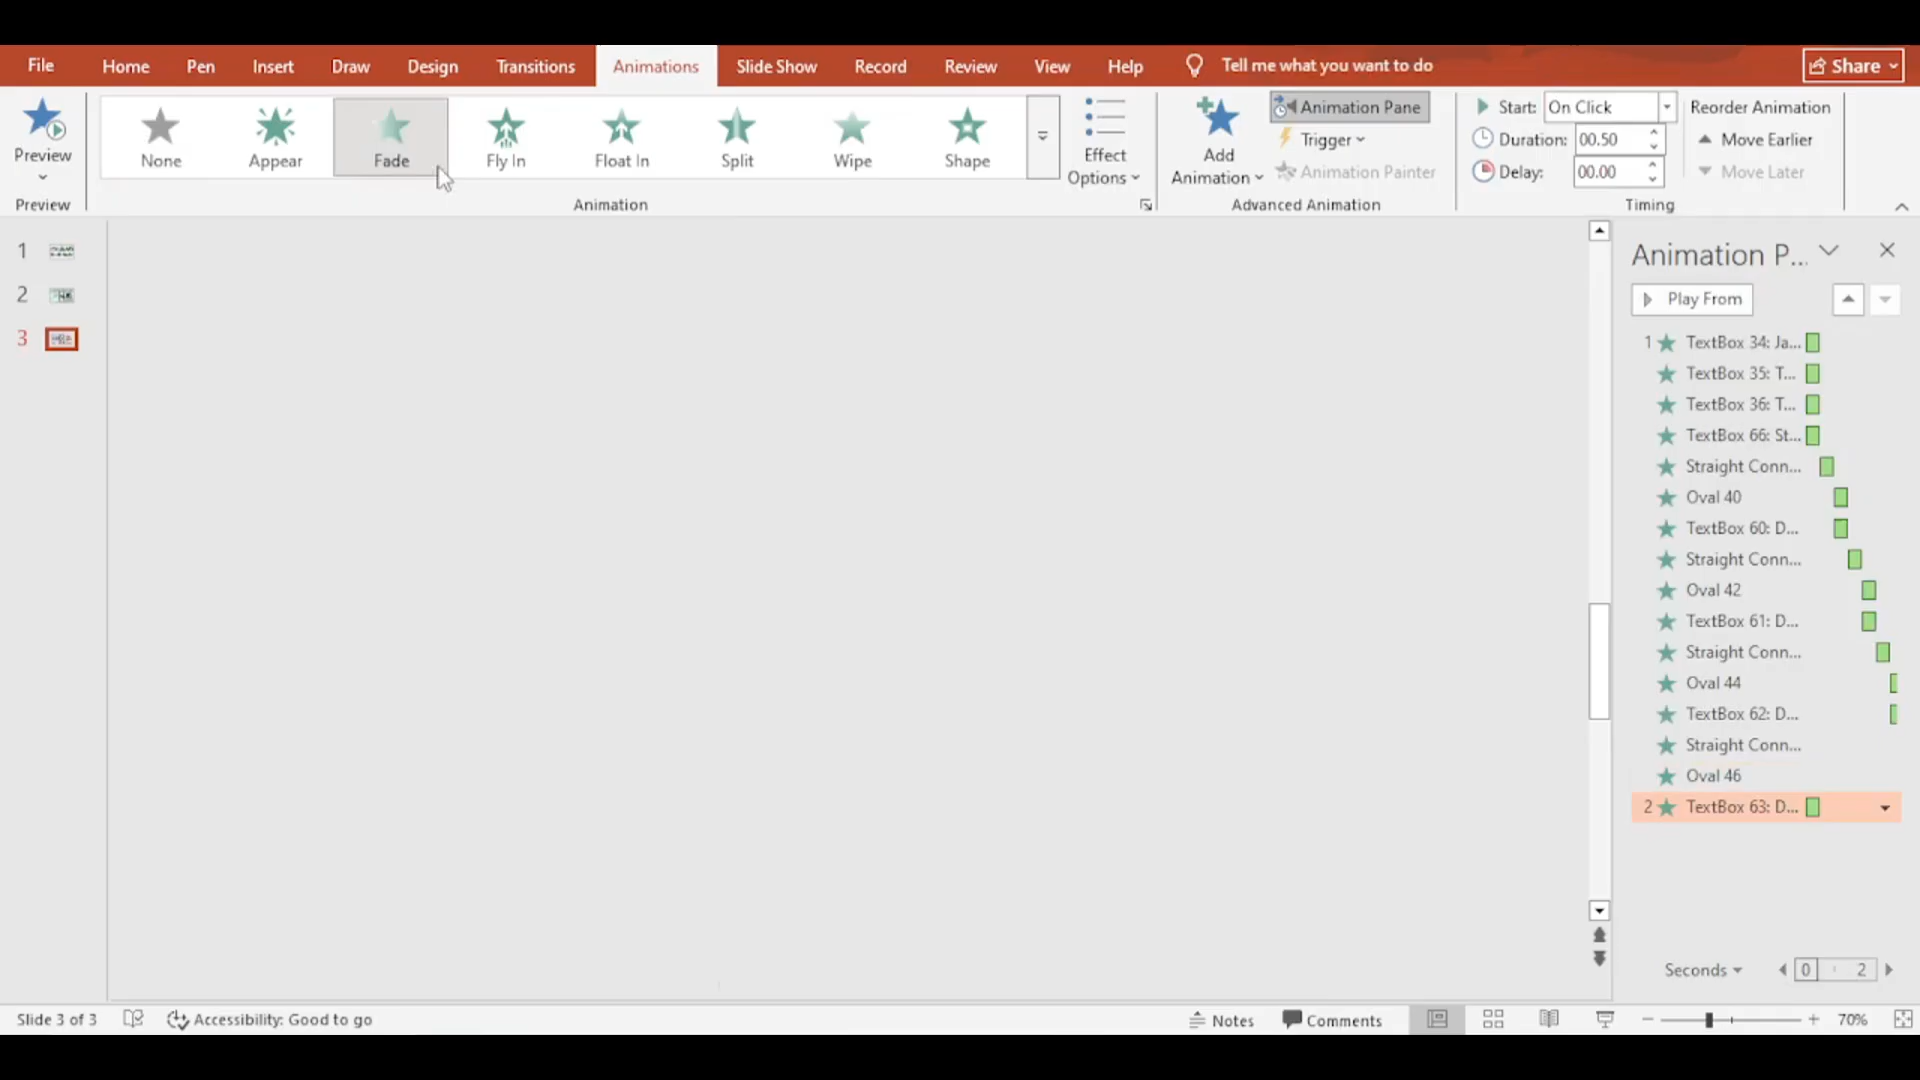 File Home Pen Insert Draw Design Transitions Animations Slide Show Record Review View Help Tell me what you want to do Share
Preview
None Appear Fade Fly In Float In Split Wipe Shape
Effect
Options
Add
Animation
Animation Pane
Trigger
Animation Painter
Start: On Click
Duration: 00.50
Delay: 00.00
Reorder Animation
Move Earlier
Move Later
Preview Animation Advanced Animation Timing
1
2
3
Animation P...
Play From
1 TextBox 34: Ja...
TextBox 35: T...
TextBox 36: T...
TextBox 66: St...
Straight Conn...
Oval 40
TextBox 60: D...
Straight Conn...
Oval 42
TextBox 61: D...
Straight Conn...
Oval 44
TextBox 62: D...
Straight Conn...
Oval 46
2 TextBox 63: D...
Seconds 0 2
Slide 3 of 3 Accessibility: Good to go Notes Comments 70%